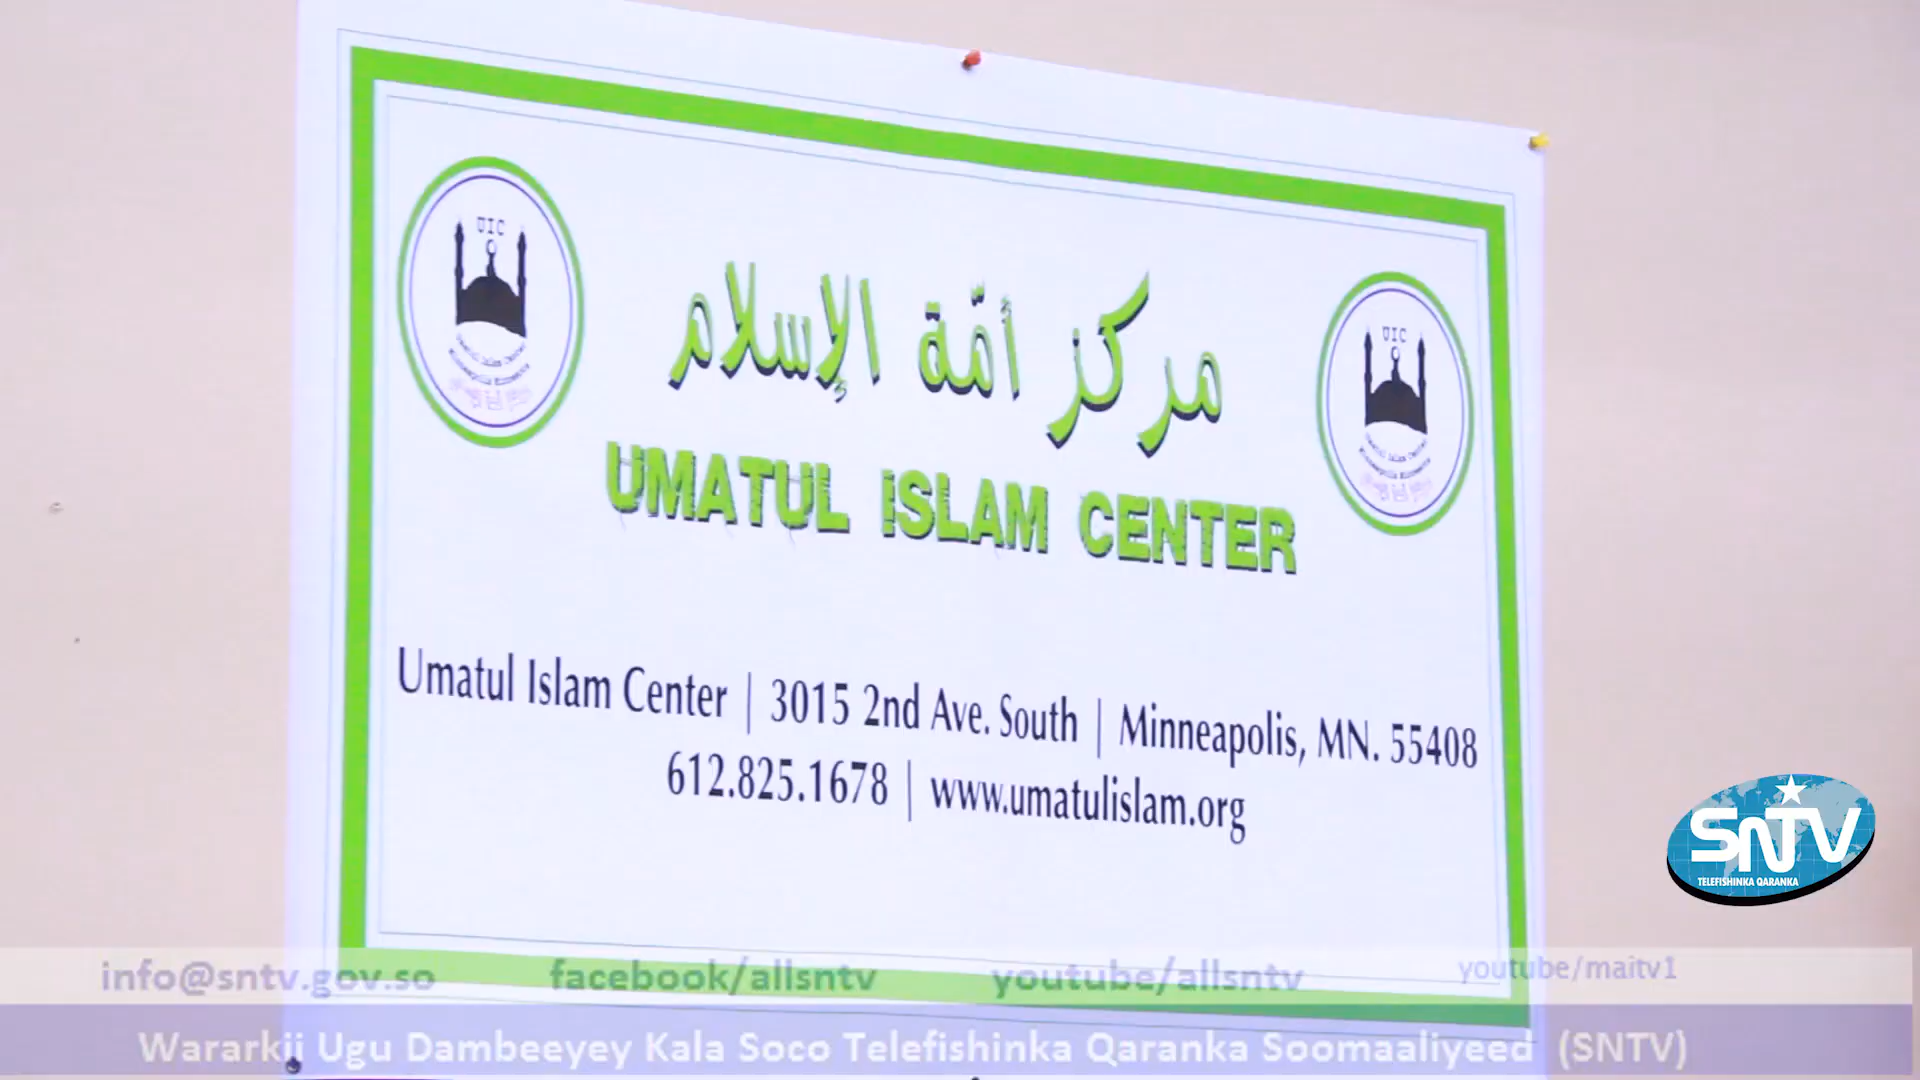 UIC
UIC
مركز أمّة الإسلام
UMATUL ISLAM CENTER
Umatul Islam Center | 3015 2nd Ave. South | Minneapolis, MN. 55408
612.825.1678 | www.umatulislam.org
SNTV
TELEFISHINKA QARANKA
info@sntv.gov.so facebook/allsntv youtube/allsntv youtube/maitv1
Wararkii Ugu Dambeeyey Kala Soco Telefishinka Qaranka Soomaaliyeed (SNTV)